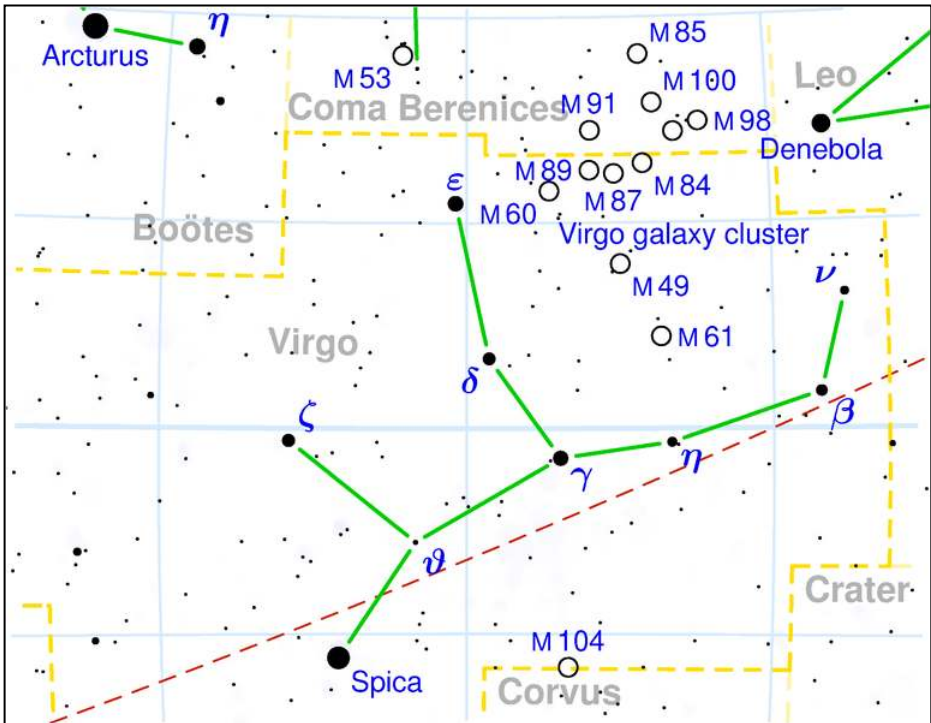 η
Arcturus
M 53
M 85
M 100
M 91
M 98
Leo
Coma Berenices
Denebola
ε
M 89
M 87
M 84
M 60
Boötes
Virgo galaxy cluster
M 49
ν
Virgo
M 61
δ
β
ζ
γ
η
ϑ
Crater
M 104
Spica
Corvus